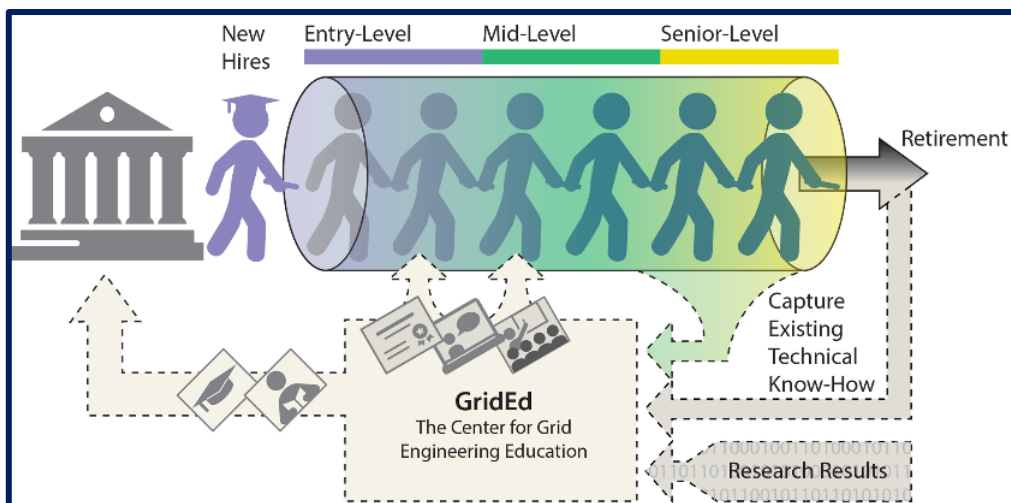 New
Hires
Entry-Level
Mid-Level
Senior-Level
Retirement
Capture
Existing
Technical
Know-How
GridEd
The Center for Grid
Engineering Education
Research Results